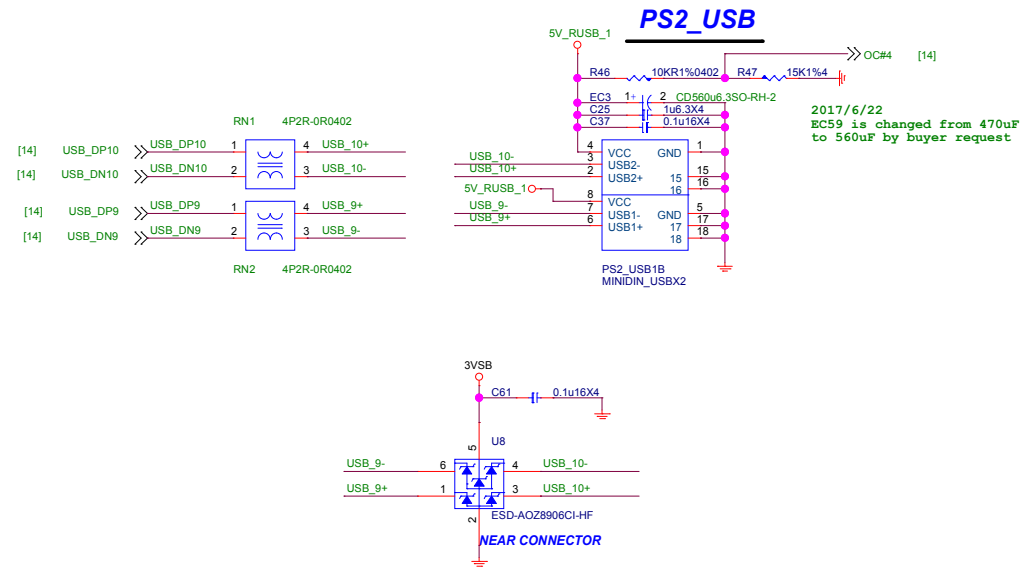 PS2_USB
5V_RUSB_1
OC#4 [14]
R46 10KR1%0402 R47 15K1%4
EC3 1 + 2 CD560u6.3SO-RH-2
C25 1u6.3X4
C37 0.1u16X4
2017/6/22
EC59 is changed from 470uF
to 560uF by buyer request
RN1 4P2R-0R0402
[14] USB_DP10 USB_DP10 1 4 USB_10+
[14] USB_DN10 USB_DN10 2 3 USB_10-
[14] USB_DP9 USB_DP9 1 4 USB_9+
[14] USB_DN9 USB_DN9 2 3 USB_9-
RN2 4P2R-0R0402
4 VCC GND 1
USB_10- 3 USB2-
USB_10+ 2 USB2+ 15 15
16 16
5V_RUSB_1 8 VCC
USB_9- 7 USB1- GND 5
USB_9+ 6 USB1+ 17 17
18 18
PS2_USB1B
MINIDIN_USBX2
3VSB
C61 0.1u16X4
U8
5
USB_9- 6 4 USB_10-
USB_9+ 1 3 USB_10+
2
ESD-AOZ8906CI-HF
NEAR CONNECTOR